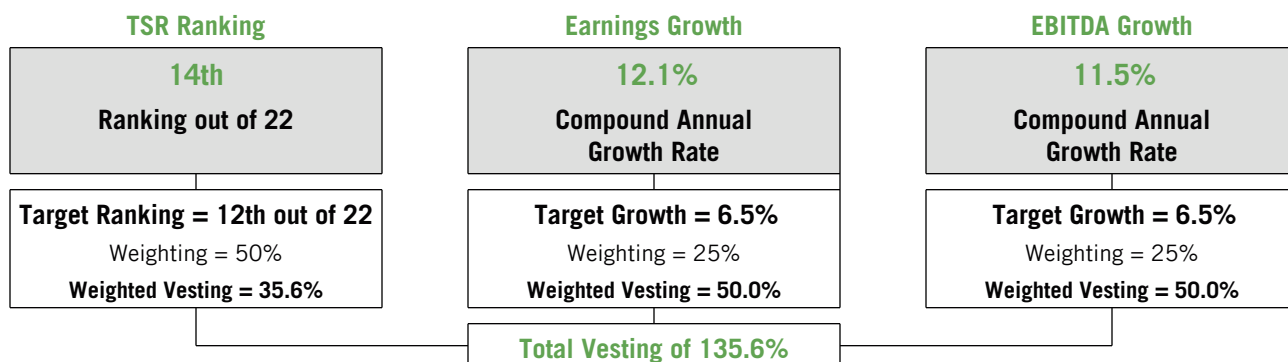 TSR Ranking
14th
Ranking out of 22
Target Ranking = 12th out of 22
Weighting = 50%
Weighted Vesting = 35.6%
Earnings Growth
12.1%
Compound Annual
Growth Rate
Target Growth = 6.5%
Weighting = 25%
Weighted Vesting = 50.0%
EBITDA Growth
11.5%
Compound Annual
Growth Rate
Target Growth = 6.5%
Weighting = 25%
Weighted Vesting = 50.0%
Total Vesting of 135.6%